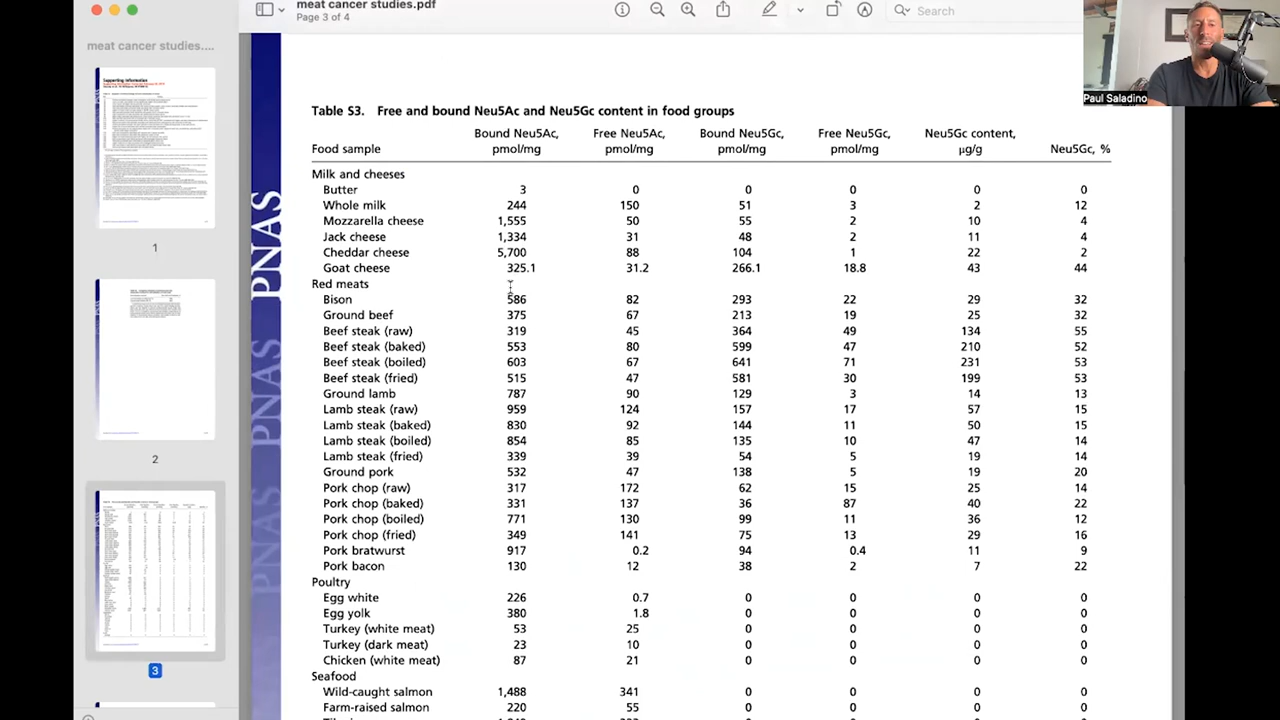 meat cancer studies.pdf
Page 3 of 4
Search
meat cancer studies....
Supporting Information
1
2
3
PNAS
PNAS
PNAS
Paul Saladino
Table S3. Free and bound Neu5Ac and Neu5Gc content in food groups
Bound Neu5Ac, Free Neu5Ac, Bound Neu5Gc, Free Neu5Gc, Neu5Gc content,
Food sample pmol/mg pmol/mg pmol/mg pmol/mg µg/g Neu5Gc, %
Milk and cheeses
Butter 3 0 0 0 0 0
Whole milk 244 150 51 3 2 12
Mozzarella cheese 1,555 50 55 2 10 4
Jack cheese 1,334 31 48 2 11 4
Cheddar cheese 5,700 88 104 1 22 2
Goat cheese 325.1 31.2 266.1 18.8 43 44
Red meats
Bison 586 82 293 22 29 32
Ground beef 375 67 213 19 25 32
Beef steak (raw) 319 45 364 49 134 55
Beef steak (baked) 553 80 599 47 210 52
Beef steak (boiled) 603 67 641 71 231 53
Beef steak (fried) 515 47 581 30 199 53
Ground lamb 787 90 129 3 14 13
Lamb steak (raw) 959 124 157 17 57 15
Lamb steak (baked) 830 92 144 11 50 15
Lamb steak (boiled) 854 85 135 10 47 14
Lamb steak (fried) 339 39 54 5 19 14
Ground pork 532 47 138 5 19 20
Pork chop (raw) 317 172 62 15 25 14
Pork chop (baked) 331 137 36 87 40 22
Pork chop (boiled) 771 130 99 11 36 12
Pork chop (fried) 349 141 75 13 29 16
Pork bratwurst 917 0.2 94 0.4 11 9
Pork bacon 130 12 38 2 7 22
Poultry
Egg white 226 0.7 0 0 0 0
Egg yolk 380 1.8 0 0 0 0
Turkey (white meat) 53 25 0 0 0 0
Turkey (dark meat) 23 10 0 0 0 0
Chicken (white meat) 87 21 0 0 0 0
Seafood
Wild-caught salmon 1,488 341 0 0 0 0
Farm-raised salmon 220 55 0 0 0 0